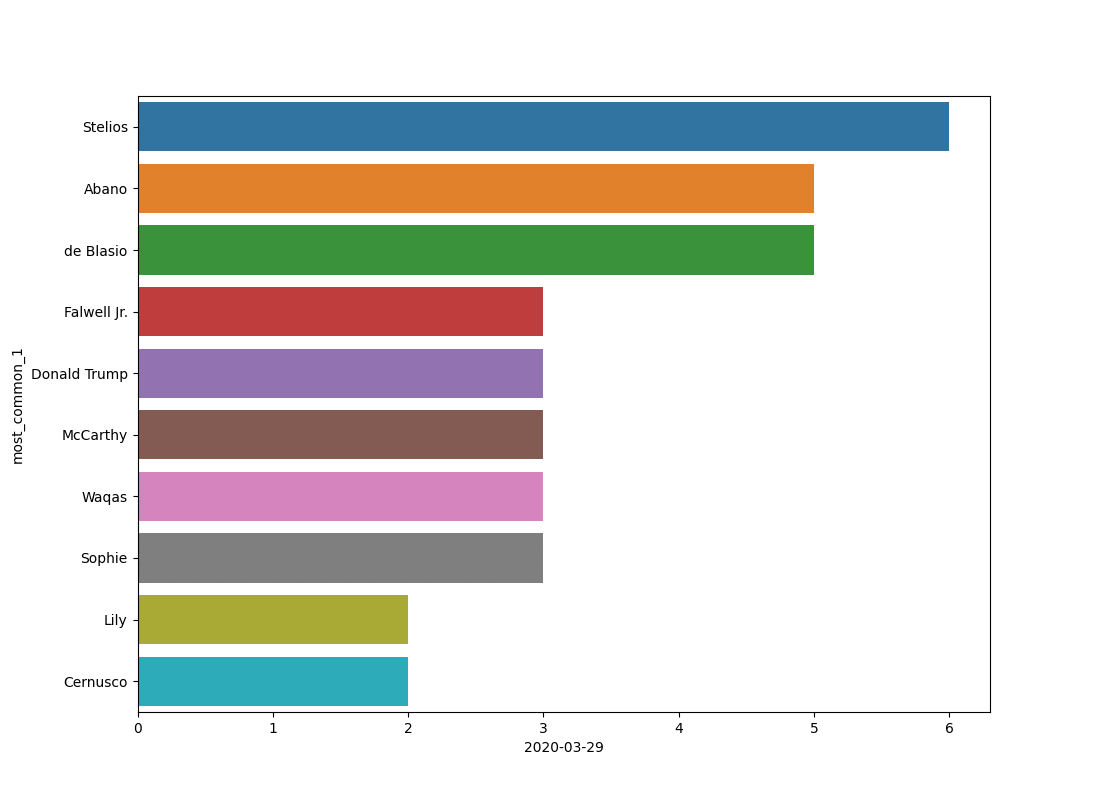 Stelios
Abano
de Blasio
Falwell Jr.
Donald Trump
McCarthy
Waqas
Sophie
Lily
Cernusco
most_common_1
0 1 2 3 4 5 6
2020-03-29